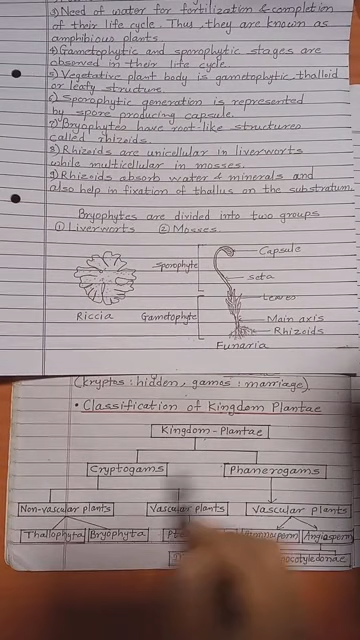 3) Need of water for fertilization & completion
of their life cycle. Thus, they are known as
amphibious plants.
4) Gametophytic and sporophytic stages are
observed in their life cycle.
5) Vegetative plant body is gametophytic, thalloid
or leafy structure.
6) Sporophytic generation is represented
by spore producing capsule.
7) Bryophytes have root-like structures
called rhizoids.
8) Rhizoids are unicellular in liverworts
while multicellular in mosses.
9) Rhizoids absorb water & minerals and
also help in fixation of thallus on the substratum.
Bryophytes are divided into two groups
① Liverworts ② Mosses
Sporophyte
Capsule
seta
Leaves
Gametophyte
Main axis
Rhizoids
Riccia
Funaria
(kryptos : hidden, gamos : marriage)
• Classification of Kingdom Plantae
Kingdom-Plantae
Cryptogams Phanerogams
Non-vascular plants Vascular plants Vascular plants
Thallophyta Bryophyta Angiosperm